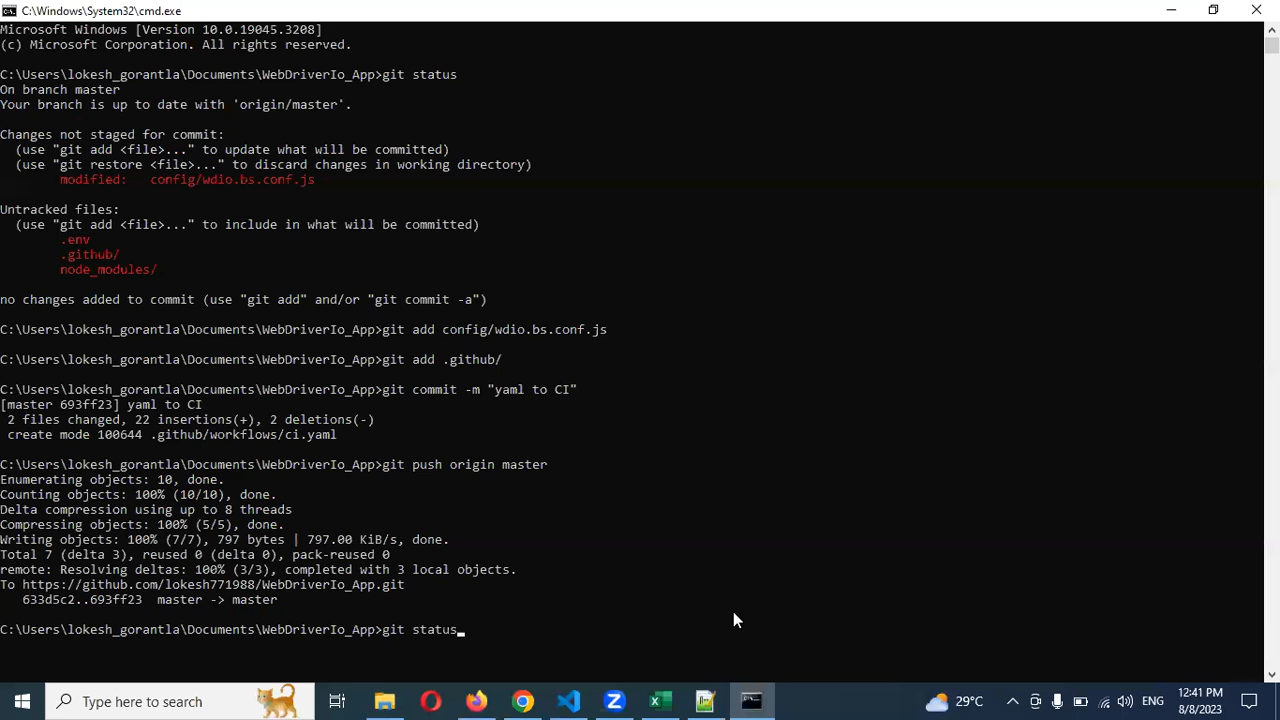 C:\Windows\System32\cmd.exe
Microsoft Windows [Version 10.0.19045.3208]
(c) Microsoft Corporation. All rights reserved.
C:\Users\lokesh_gorantla\Documents\WebDriverIo_App>git status
On branch master
Your branch is up to date with 'origin/master'.
Changes not staged for commit:
  (use "git add <file>..." to update what will be committed)
  (use "git restore <file>..." to discard changes in working directory)
        modified:   config/wdio.bs.conf.js
Untracked files:
  (use "git add <file>..." to include in what will be committed)
        .env
        .github/
        node_modules/
no changes added to commit (use "git add" and/or "git commit -a")
C:\Users\lokesh_gorantla\Documents\WebDriverIo_App>git add config/wdio.bs.conf.js
C:\Users\lokesh_gorantla\Documents\WebDriverIo_App>git add .github/
C:\Users\lokesh_gorantla\Documents\WebDriverIo_App>git commit -m "yaml to CI"
[master 693ff23] yaml to CI
 2 files changed, 22 insertions(+), 2 deletions(-)
 create mode 100644 .github/workflows/ci.yaml
C:\Users\lokesh_gorantla\Documents\WebDriverIo_App>git push origin master
Enumerating objects: 10, done.
Counting objects: 100% (10/10), done.
Delta compression using up to 8 threads
Compressing objects: 100% (5/5), done.
Writing objects: 100% (7/7), 797 bytes | 797.00 KiB/s, done.
Total 7 (delta 3), reused 0 (delta 0), pack-reused 0
remote: Resolving deltas: 100% (3/3), completed with 3 local objects.
To https://github.com/lokesh771988/WebDriverIo_App.git
   633d5c2..693ff23  master -> master
C:\Users\lokesh_gorantla\Documents\WebDriverIo_App>git status
Type here to search
29°C
ENG
12:41 PM
8/8/2023